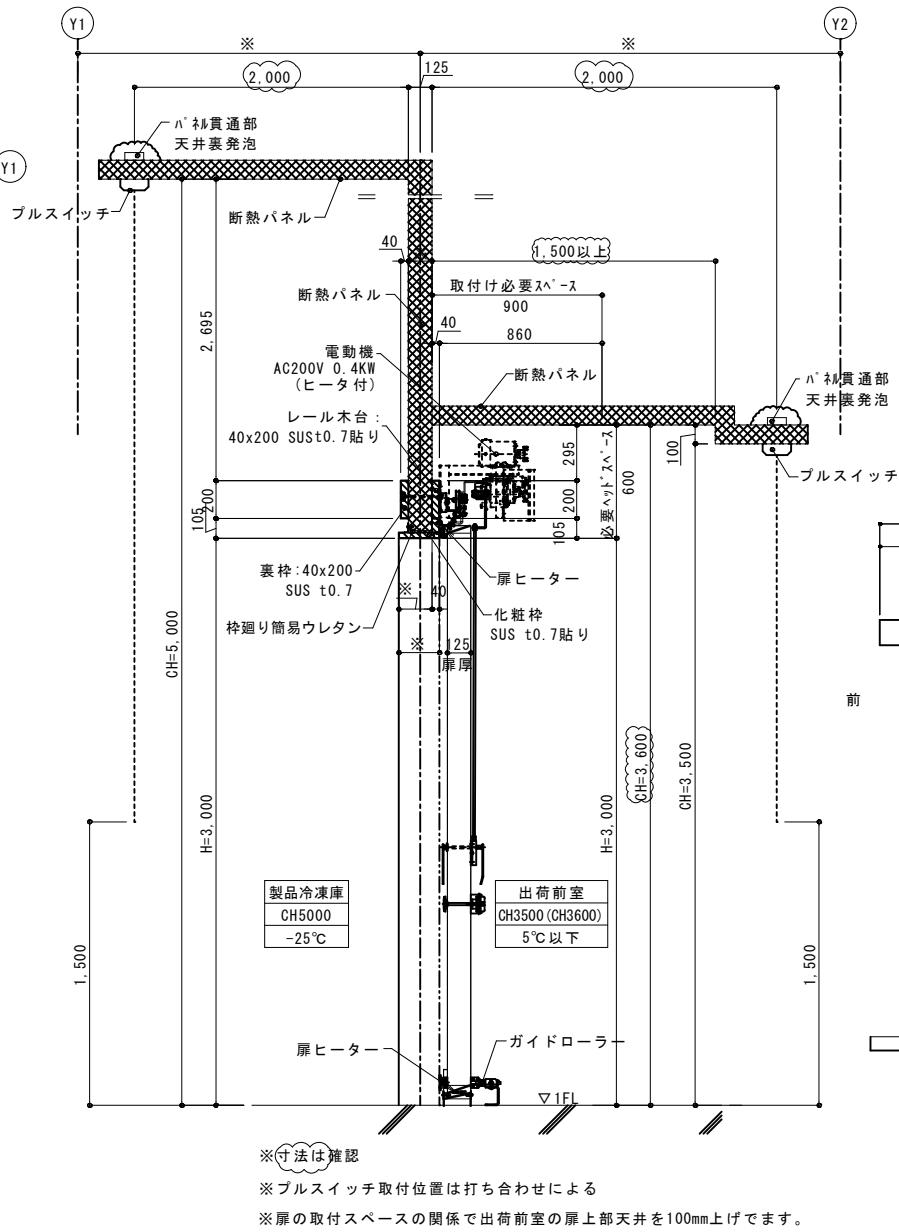 Y1
Y2
※
※
2,000
125
2,000
パネル貫通部
天井裏発泡
Y1
プルスイッチ
断熱パネル
40
1,500以上
断熱パネル
取付け必要スペース
900
40
860
2,695
電動機
AC200V 0.4KW
(ヒータ付)
断熱パネル
パネル貫通部
天井裏発泡
レール木台:
40x200 SUSt0.7貼り
295
必要ヘッドスペース
600
100
プルスイッチ
200
200
105
105
裏枠:40x200
SUS t0.7
扉ヒーター
※
40
化粧枠
SUS t0.7貼り
枠廻り簡易ウレタン
※
125
扉厚
CH=5,000
前
H=3,000
H=3,000
CH=3,600
CH=3,500
製品冷凍庫
CH5000
-25℃
出荷前室
CH3500(CH3600)
5℃以下
1,500
1,500
扉ヒーター
ガイドローラー
▽1FL
※寸法は確認
※プルスイッチ取付位置は打ち合わせによる
※扉の取付スペースの関係で出荷前室の扉上部天井を100mm上げてます。